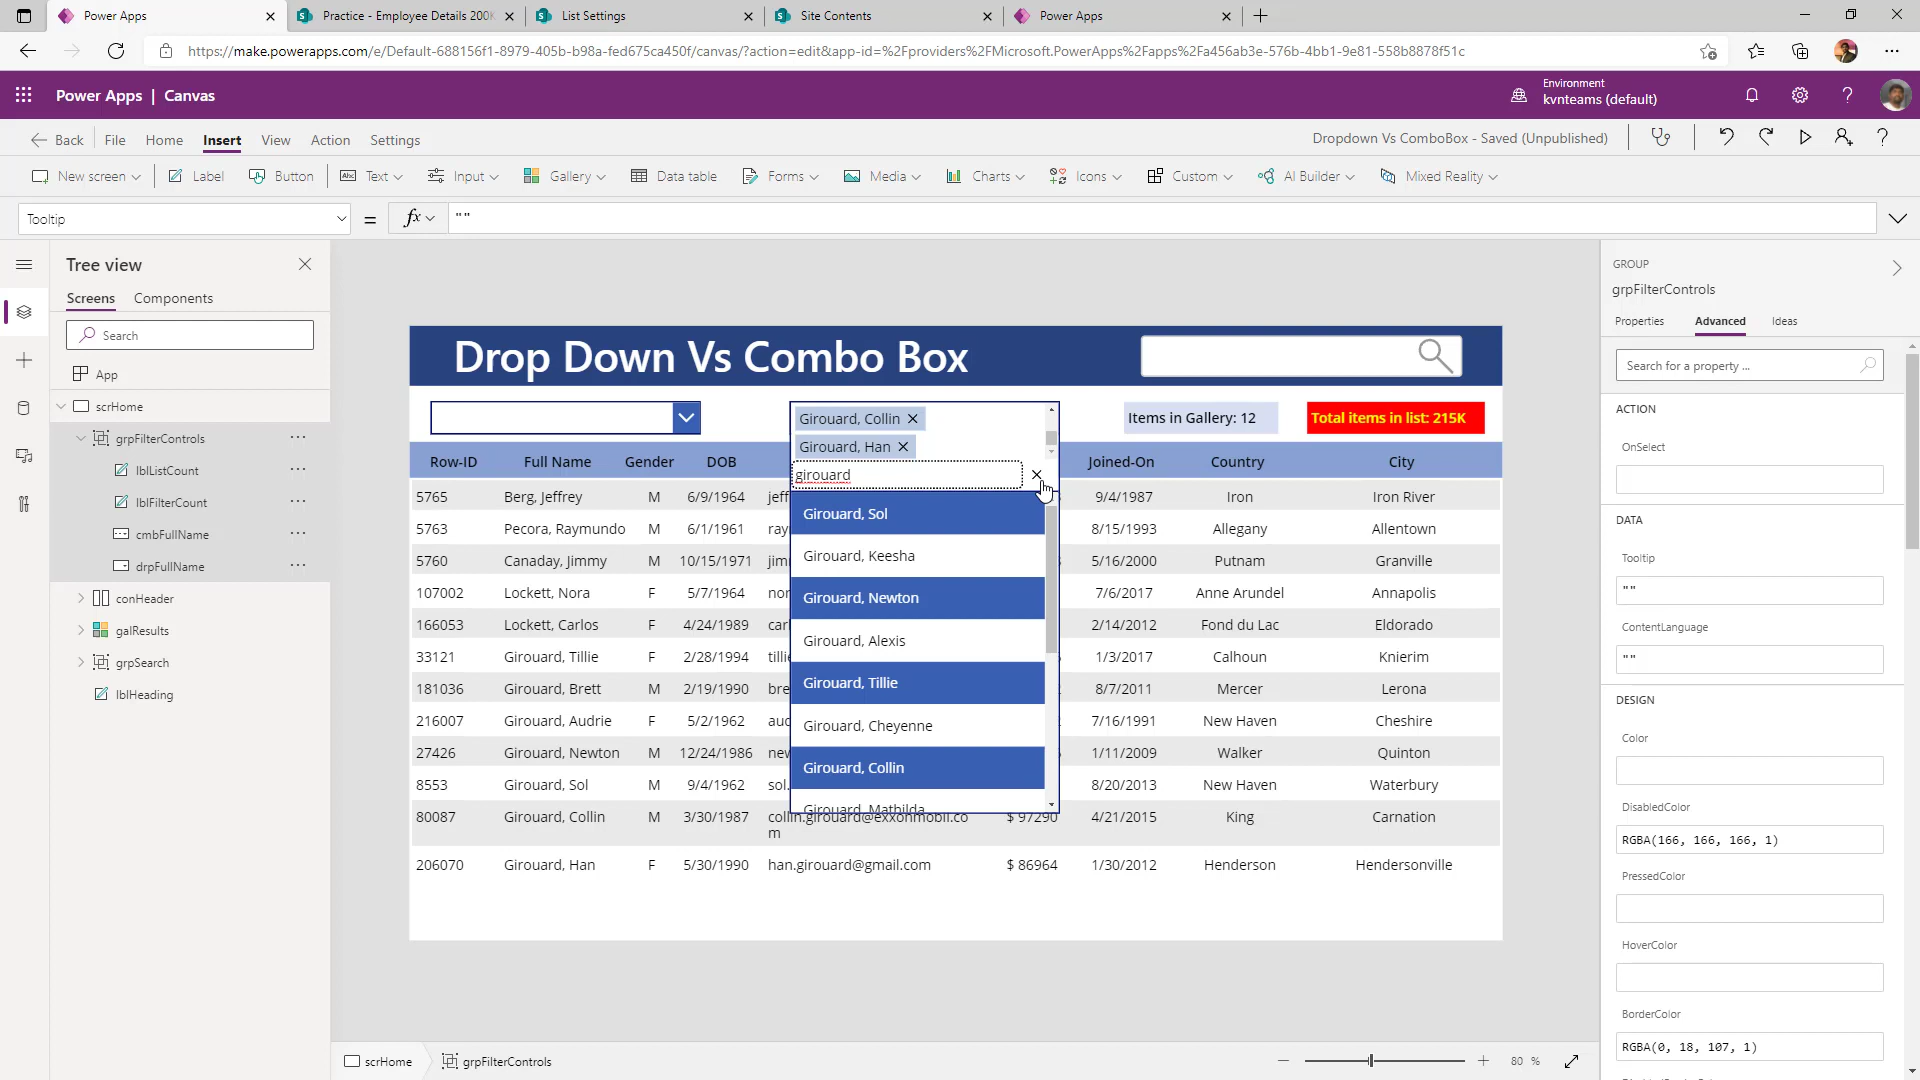 Power Apps
Practice - Employee Details 200K
List Settings
Site Contents
Power Apps
https://make.powerapps.com/e/Default-688156f1-8979-405b-b98a-fed675ca450f/canvas/?action=edit&app-id=%2Fproviders%2FMicrosoft.PowerApps%2Fapps%2Fa456ab3e-576b-4bb1-9e81-558b8878f51c
Power Apps | Canvas
Environment
kvnteams (default)
Back
File
Home
Insert
View
Action
Settings
Dropdown Vs ComboBox - Saved (Unpublished)
New screen
Label
Button
Text
Input
Gallery
Data table
Forms
Media
Charts
Icons
Custom
AI Builder
Mixed Reality
Tooltip
=
fx
""
Tree view
Screens
Components
Search
App
scrHome
grpFilterControls
lblListCount
lblFilterCount
cmbFullName
drpFullName
conHeader
galResults
grpSearch
lblHeading
Drop Down Vs Combo Box
Girouard, Collin
Girouard, Han
girouard
Items in Gallery: 12
Total items in list: 215K
Row-ID Full Name Gender DOB Joined-On Country City
5765 Berg, Jeffrey M 6/9/1964 jeff 9/4/1987 Iron Iron River
5763 Pecora, Raymundo M 6/1/1961 ray 8/15/1993 Allegany Allentown
5760 Canaday, Jimmy M 10/15/1971 jimi 5/16/2000 Putnam Granville
107002 Lockett, Nora F 5/7/1964 nor 7/6/2017 Anne Arundel Annapolis
166053 Lockett, Carlos F 4/24/1989 carl 2/14/2012 Fond du Lac Eldorado
33121 Girouard, Tillie F 2/28/1994 tillie 1/3/2017 Calhoun Knierim
181036 Girouard, Brett M 2/19/1990 bre 8/7/2011 Mercer Lerona
216007 Girouard, Audrie F 5/2/1962 aud 7/16/1991 New Haven Cheshire
27426 Girouard, Newton M 12/24/1986 new 1/11/2009 Walker Quinton
8553 Girouard, Sol M 9/4/1962 sol. 8/20/2013 New Haven Waterbury
80087 Girouard, Collin M 3/30/1987 collin.girouard@exxonmobil.co $ 97290 4/21/2015 King Carnation
m
206070 Girouard, Han F 5/30/1990 han.girouard@gmail.com $ 86964 1/30/2012 Henderson Hendersonville
Girouard, Sol
Girouard, Keesha
Girouard, Newton
Girouard, Alexis
Girouard, Tillie
Girouard, Cheyenne
Girouard, Collin
Girouard, Mathilda
GROUP
grpFilterControls
Properties
Advanced
Ideas
Search for a property ...
ACTION
OnSelect
DATA
Tooltip
""
ContentLanguage
""
DESIGN
Color
DisabledColor
RGBA(166, 166, 166, 1)
PressedColor
HoverColor
BorderColor
RGBA(0, 18, 107, 1)
scrHome
grpFilterControls
80 %